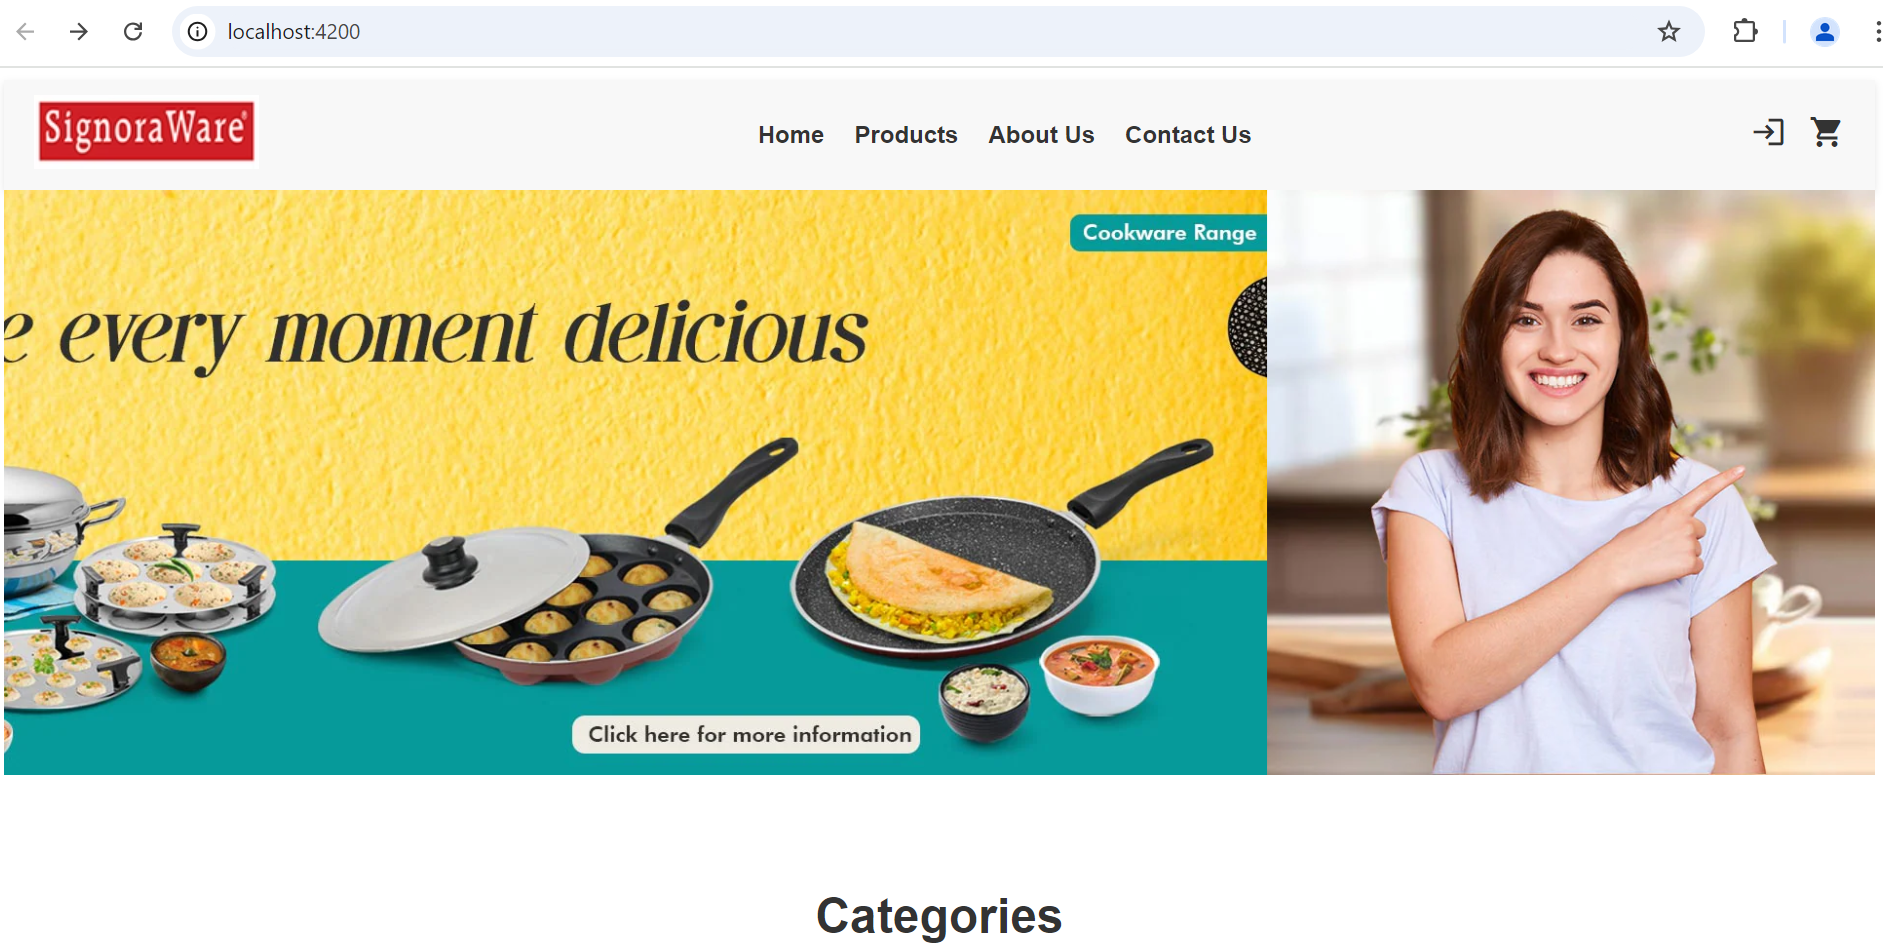 localhost:4200
SignoraWare®
Home Products About Us Contact Us
Cookware Range
e every moment delicious
Click here for more information
Categories